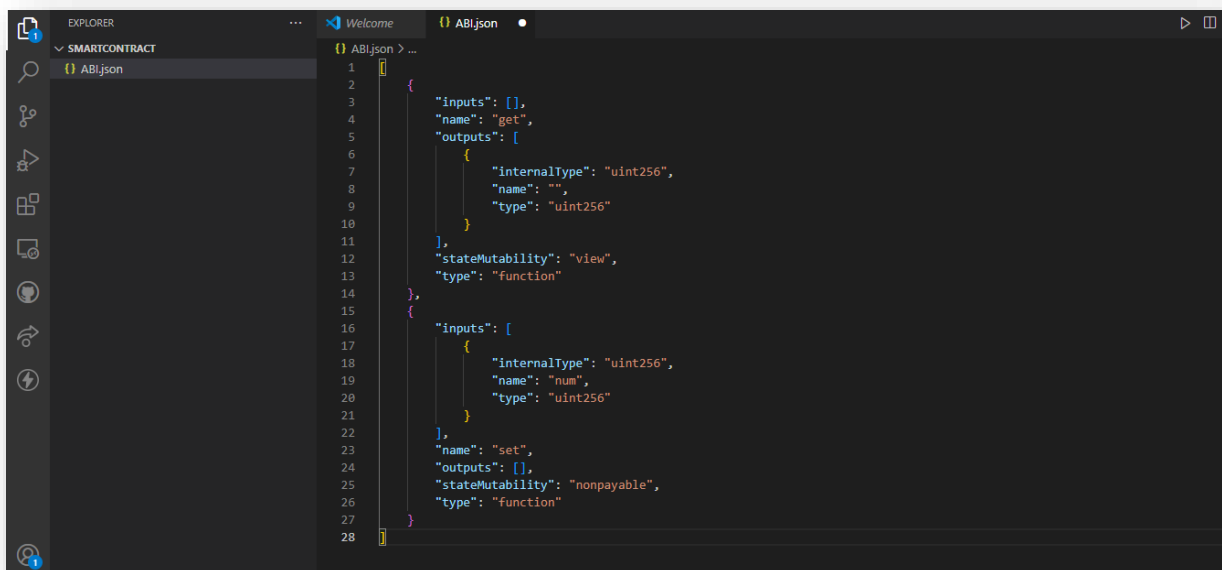 EXPLORER ...
SMARTCONTRACT
{} ABI.json
1
1
Welcome {} ABI.json
{} ABI.json > ...
1 [
2     {
3         "inputs": [],
4         "name": "get",
5         "outputs": [
6             {
7                 "internalType": "uint256",
8                 "name": "",
9                 "type": "uint256"
10             }
11         ],
12         "stateMutability": "view",
13         "type": "function"
14     },
15     {
16         "inputs": [
17             {
18                 "internalType": "uint256",
19                 "name": "num",
20                 "type": "uint256"
21             }
22         ],
23         "name": "set",
24         "outputs": [],
25         "stateMutability": "nonpayable",
26         "type": "function"
27     }
28 ]